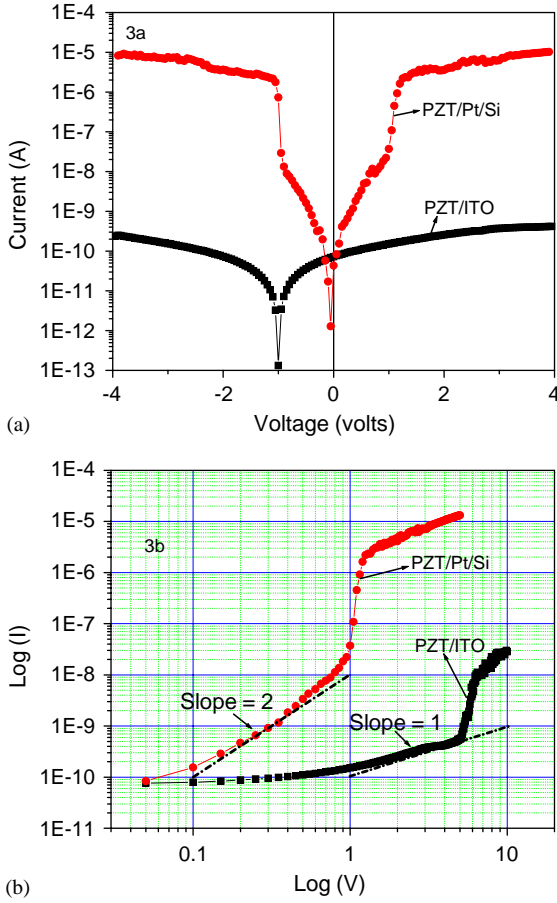 3a
1E-4
1E-5
1E-6
1E-7
1E-8
1E-9
1E-10
1E-11
1E-12
1E-13
Current (A)
PZT/Pt/Si
PZT/ITO
-4 -2 0 2 4
Voltage (volts)
(a)
3b
1E-4
1E-5
1E-6
1E-7
1E-8
1E-9
1E-10
1E-11
Log (I)
PZT/Pt/Si
PZT/ITO
Slope = 2
Slope = 1
0.1 1 10
Log (V)
(b)